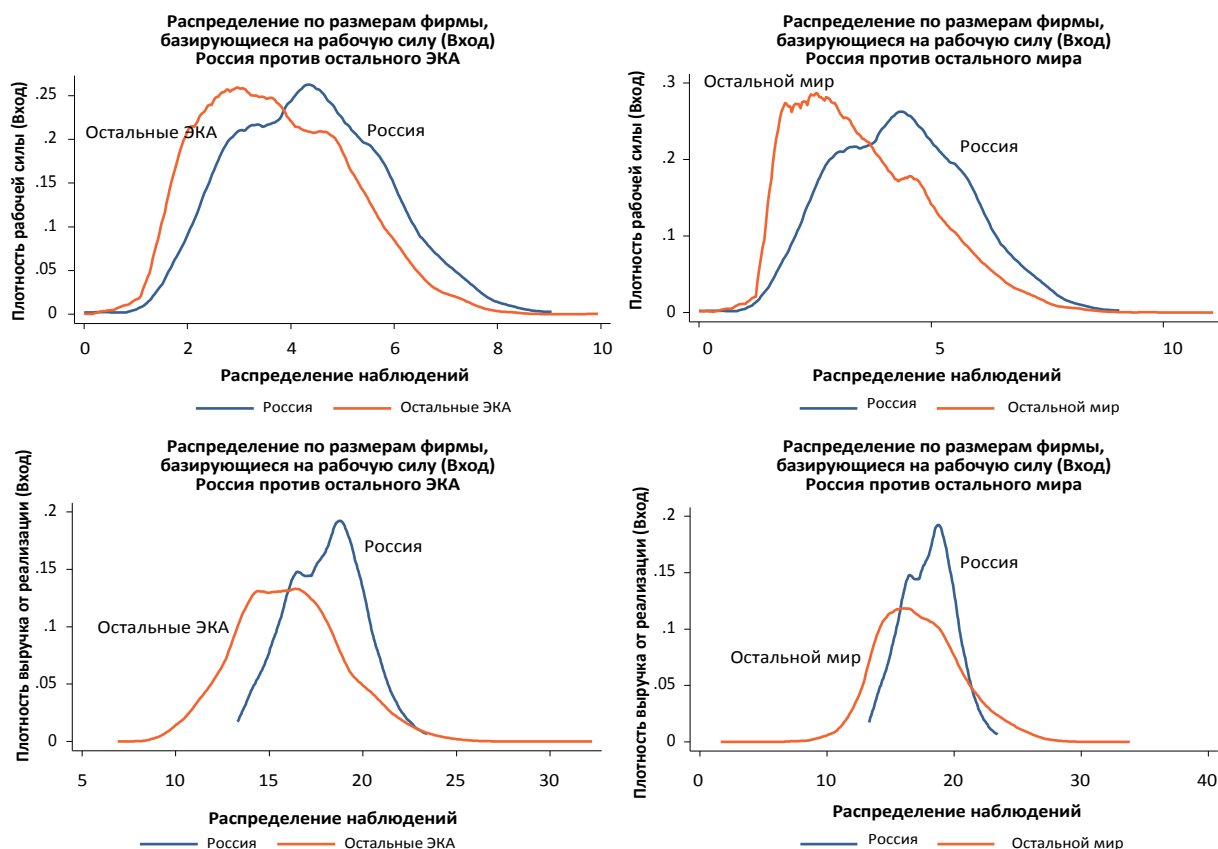 Распределение по размерам фирмы,
базирующиеся на рабочую силу (Вход)
Россия против остального ЭКА
Плотность рабочей силы (Вход)
.25
.2
.15
.1
.05
0
Остальные ЭКА
Россия
0 2 4 6 8 10
Распределение наблюдений
Россия Остальные ЭКА
Распределение по размерам фирмы,
базирующиеся на рабочую силу (Вход)
Россия против остального мира
Плотность рабочей силы (Вход)
.3
.2
.1
0
Остальной мир
Россия
0 5 10
Распределение наблюдений
Россия Остальной мир
Распределение по размерам фирмы,
базирующиеся на рабочую силу (Вход)
Россия против остального ЭКА
Плотность выручка от реализации (Вход)
.2
.15
.1
.05
0
Россия
Остальные ЭКА
5 10 15 20 25 30
Распределение наблюдений
Россия Остальные ЭКА
Распределение по размерам фирмы,
базирующиеся на рабочую силу (Вход)
Россия против остального мира
Плотность выручка от реализации (Вход)
.2
.15
.1
.05
0
Россия
Остальной мир
0 10 20 30 40
Распределение наблюдений
Россия Остальной мир